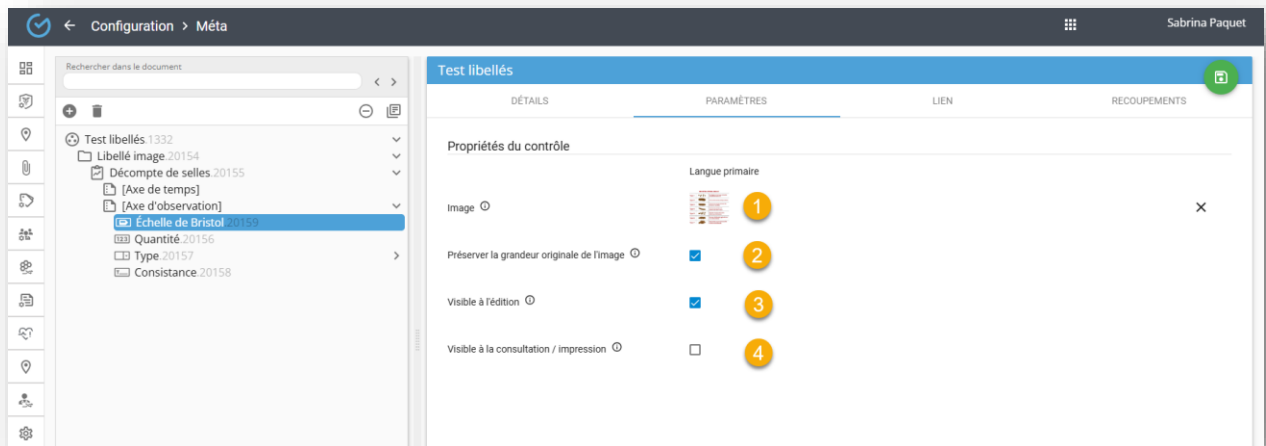 Configuration > Méta
Sabrina Paquet
Rechercher dans le document
Test libellés.1332
Libellé image.20154
Décompte de selles.20155
[Axe de temps]
[Axe d'observation]
Échelle de Bristol.20159
Quantité.20156
Type.20157
Consistance.20158
Test libellés
DÉTAILS PARAMÈTRES LIEN RECOUPEMENTS
Propriétés du contrôle
Langue primaire
Image 1
Préserver la grandeur originale de l'image 2
Visible à l'édition 3
Visible à la consultation / impression 4